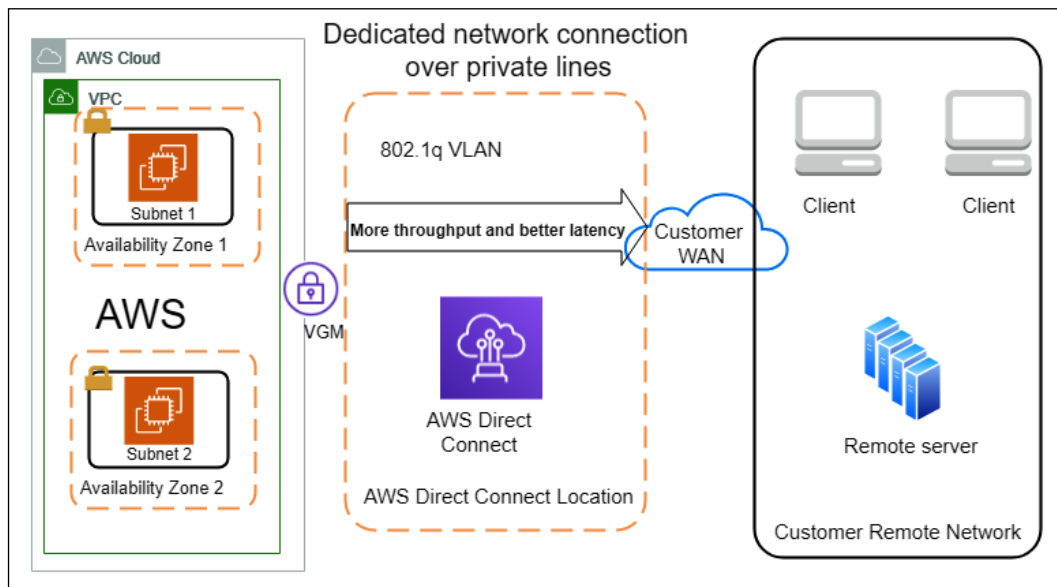 Dedicated network connection
over private lines
AWS Cloud
VPC
Subnet 1
Availability Zone 1
AWS
Subnet 2
Availability Zone 2
VGM
802.1q VLAN
More throughput and better latency
AWS Direct
Connect
AWS Direct Connect Location
Customer
WAN
Client
Client
Remote server
Customer Remote Network